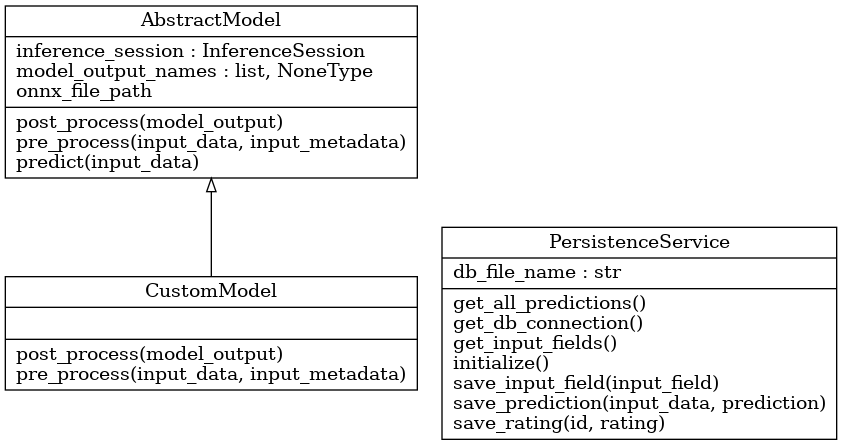 AbstractModel
inference_session : InferenceSession
model_output_names : list, NoneType
onnx_file_path
post_process(model_output)
pre_process(input_data, input_metadata)
predict(input_data)
CustomModel
post_process(model_output)
pre_process(input_data, input_metadata)
PersistenceService
db_file_name : str
get_all_predictions()
get_db_connection()
get_input_fields()
initialize()
save_input_field(input_field)
save_prediction(input_data, prediction)
save_rating(id, rating)